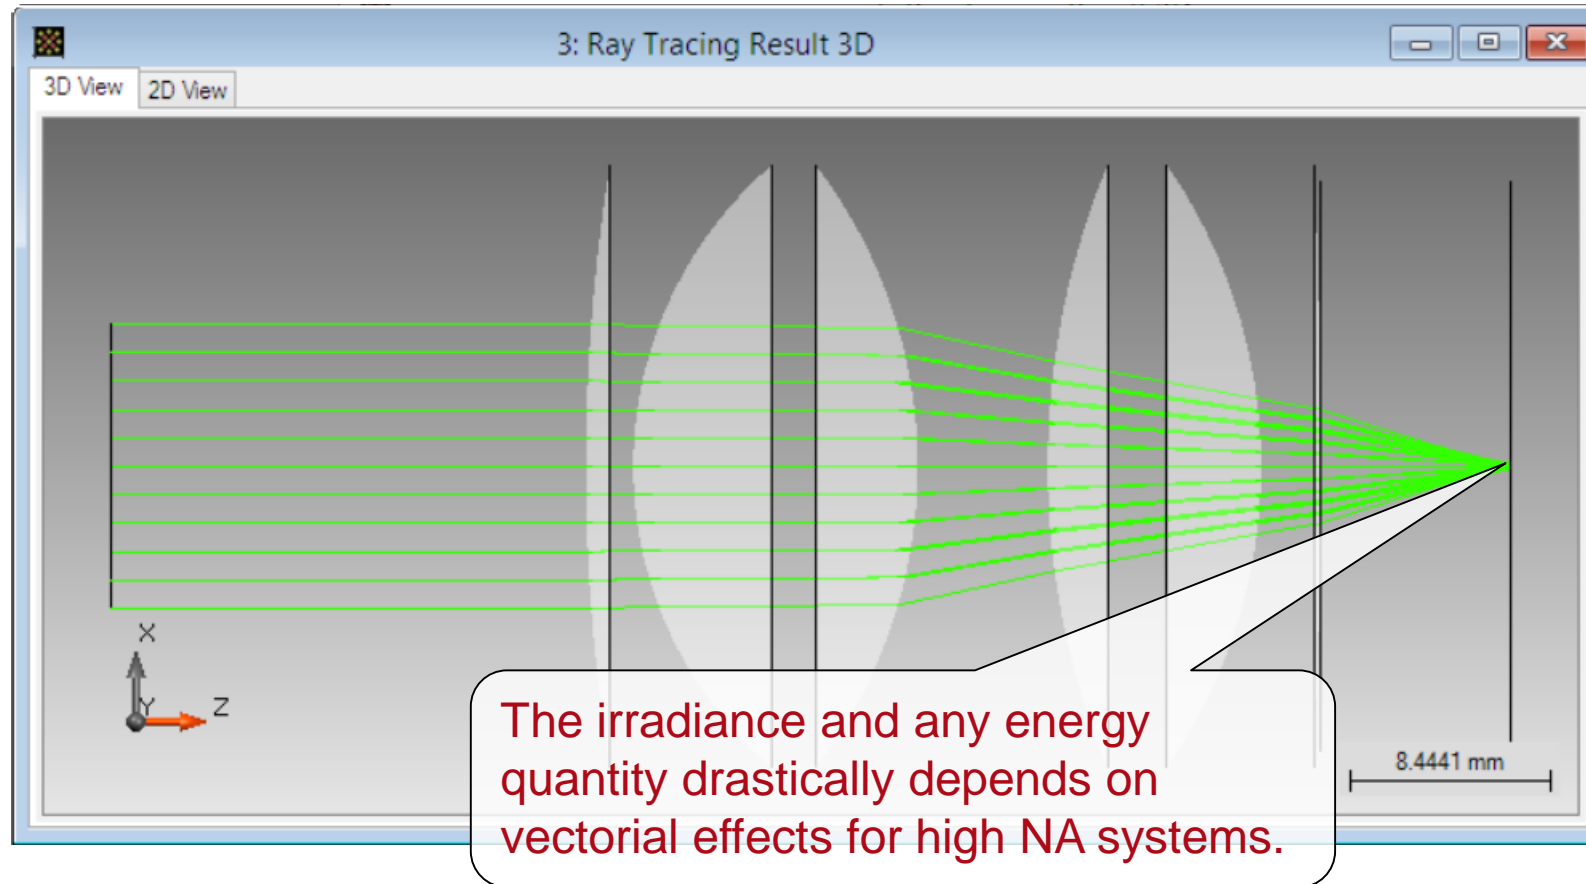 3: Ray Tracing Result 3D
3D View 2D View
X
Y Z
8.4441 mm
The irradiance and any energy
quantity drastically depends on
vectorial effects for high NA systems.